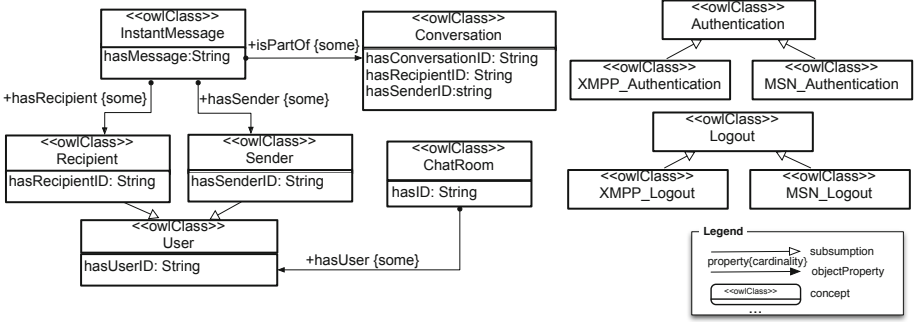 <<owlClass>>
InstantMessage
hasMessage:String
+isPartOf {some}
<<owlClass>>
Conversation
hasConversationID: String
hasRecipientID: String
hasSenderID:string
+hasRecipient {some}
+hasSender {some}
<<owlClass>>
Recipient
hasRecipientID: String
<<owlClass>>
Sender
hasSenderID: String
<<owlClass>>
ChatRoom
hasID: String
<<owlClass>>
User
hasUserID: String
+hasUser {some}
<<owlClass>>
Authentication
<<owlClass>>
XMPP_Authentication
<<owlClass>>
MSN_Authentication
<<owlClass>>
Logout
<<owlClass>>
XMPP_Logout
<<owlClass>>
MSN_Logout
Legend
subsumption
property{cardinality}
objectProperty
<<owlClass>>
concept
...